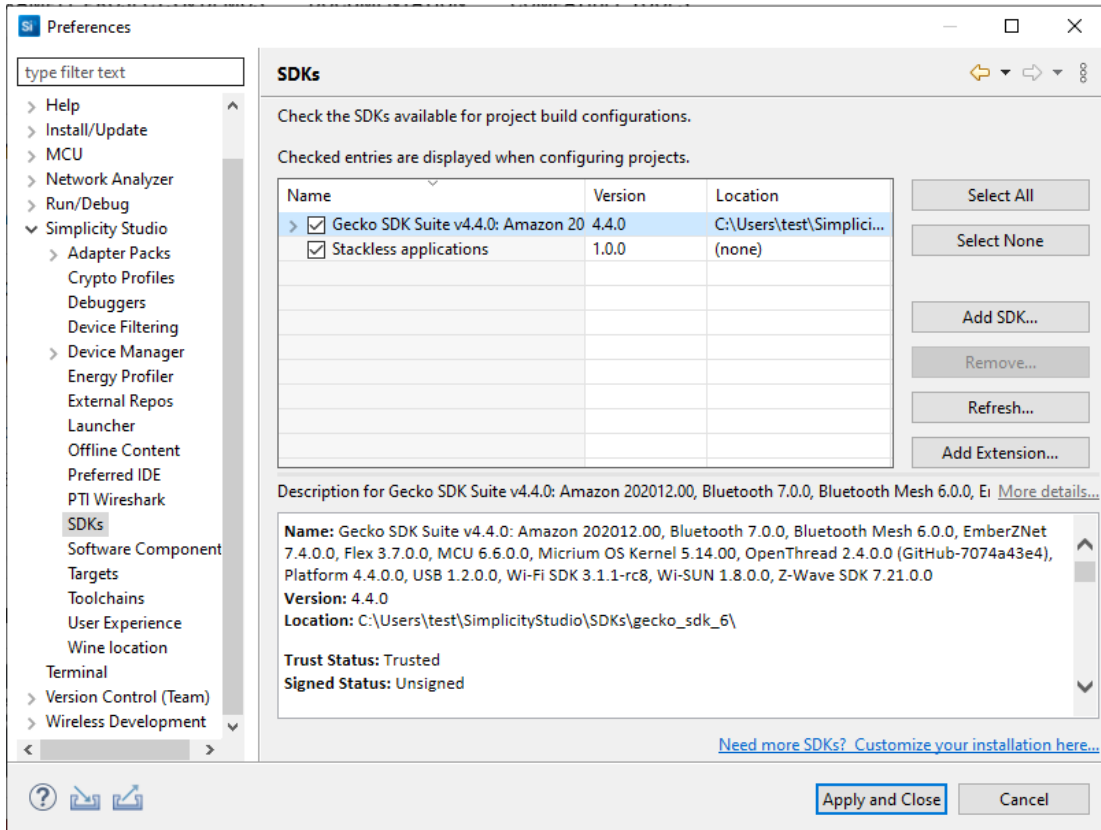 Si Preferences
type filter text
Help
Install/Update
MCU
Network Analyzer
Run/Debug
Simplicity Studio
Adapter Packs
Crypto Profiles
Debuggers
Device Filtering
Device Manager
Energy Profiler
External Repos
Launcher
Offline Content
Preferred IDE
PTI Wireshark
SDKs
Software Component
Targets
Toolchains
User Experience
Wine location
Terminal
Version Control (Team)
Wireless Development
SDKs
Check the SDKs available for project build configurations.
Checked entries are displayed when configuring projects.
Name Version Location
Gecko SDK Suite v4.4.0: Amazon 20 4.4.0 C:\Users\test\Simplici...
Stackless applications 1.0.0 (none)
Select All
Select None
Add SDK...
Remove...
Refresh...
Add Extension...
Description for Gecko SDK Suite v4.4.0: Amazon 202012.00, Bluetooth 7.0.0, Bluetooth Mesh 6.0.0, More details...
Name: Gecko SDK Suite v4.4.0: Amazon 202012.00, Bluetooth 7.0.0, Bluetooth Mesh 6.0.0, EmberZNet
7.4.0.0, Flex 3.7.0.0, MCU 6.6.0.0, Micrium OS Kernel 5.14.00, OpenThread 2.4.0.0 (GitHub-7074a43e4),
Platform 4.4.0.0, USB 1.2.0.0, Wi-Fi SDK 3.1.1-rc8, Wi-SUN 1.8.0.0, Z-Wave SDK 7.21.0.0
Version: 4.4.0
Location: C:\Users\test\SimplicityStudio\SDKs\gecko_sdk_6\
Trust Status: Trusted
Signed Status: Unsigned
Need more SDKs? Customize your installation here...
Apply and Close
Cancel